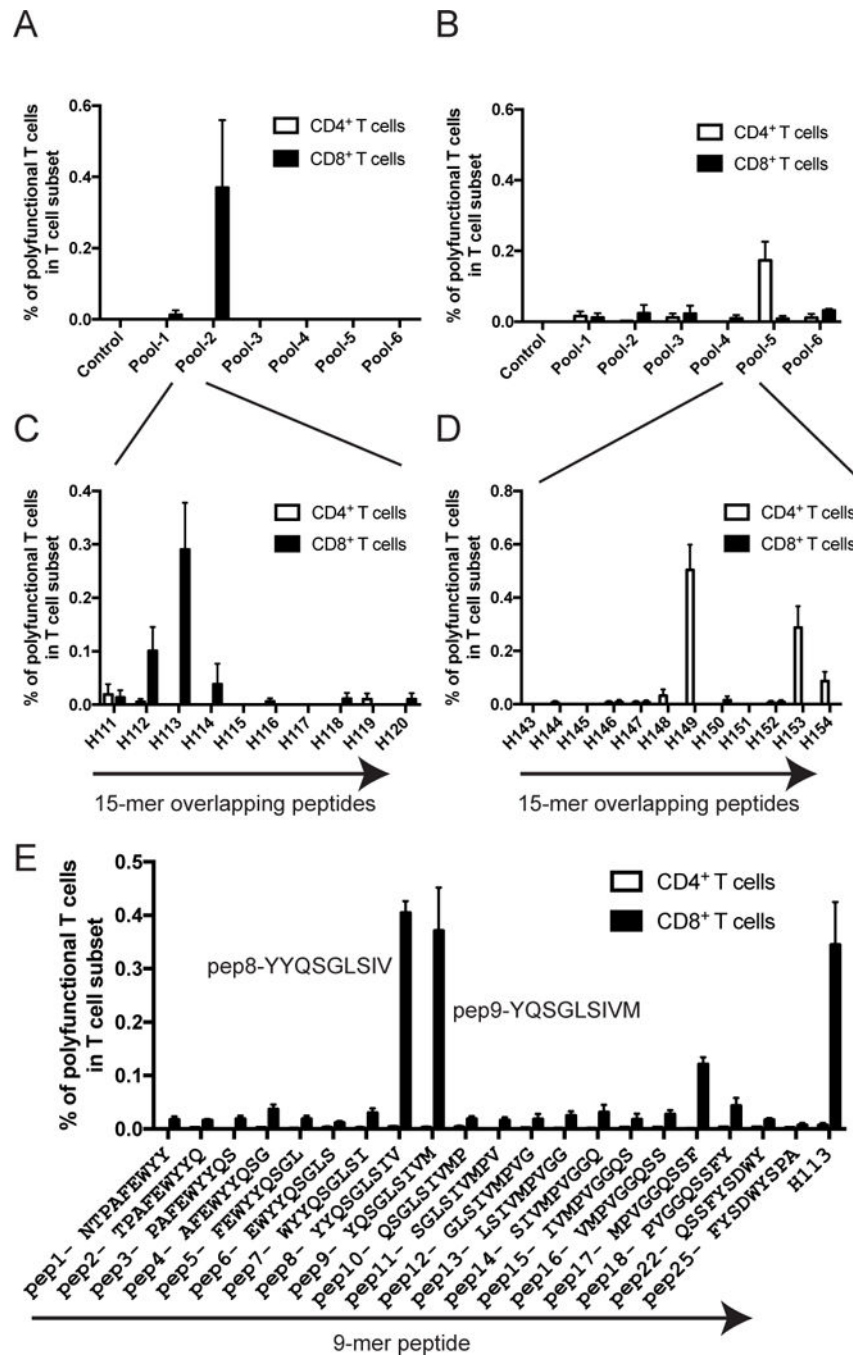 A
B
% of polyfunctional T cells
in T cell subset
0.6
0.4
0.2
0.0
CD4+ T cells
CD8+ T cells
Control
Pool-1
Pool-2
Pool-3
Pool-4
Pool-5
Pool-6
% of polyfunctional T cells
in T cell subset
0.6
0.4
0.2
0.0
CD4+ T cells
CD8+ T cells
Control
Pool-1
Pool-2
Pool-3
Pool-4
Pool-5
Pool-6
C
D
% of polyfunctional T cells
in T cell subset
0.4
0.3
0.2
0.1
0.0
CD4+ T cells
CD8+ T cells
H111
H112
H113
H114
H115
H116
H117
H118
H119
H120
15-mer overlapping peptides
% of polyfunctional T cells
in T cell subset
0.8
0.6
0.4
0.2
0.0
CD4+ T cells
CD8+ T cells
H143
H144
H145
H146
H147
H148
H149
H150
H151
H152
H153
H154
15-mer overlapping peptides
E
% of polyfunctional T cells
in T cell subset
0.5
0.4
0.3
0.2
0.1
0.0
CD4+ T cells
CD8+ T cells
pep8-YYQSGLSIV
pep9-YQSGLSIVM
pep1- NTPAFEWYY
pep2- TPAFEWYYQ
pep3- PAFEWYYQS
pep4- AFEWYYQSG
pep5- FEWYYQSGL
pep6- EWYYQSGLS
pep7- WYYQSGLSI
pep8- YYQSGLSIV
pep9- YQSGLSIVM
pep10- QSGLSIVMP
pep11- SGLSIVMPV
pep12- GLSIVMPVG
pep13- LSIVMPVGG
pep14- SIVMPVGGQ
pep15- IVMPVGGQS
pep16- VMPVGGQSS
pep17- MPVGGQSSF
pep18- PVGGQSSFY
pep22- QSSFYSDWY
pep25- FYSDWYSPA
H113
9-mer peptide